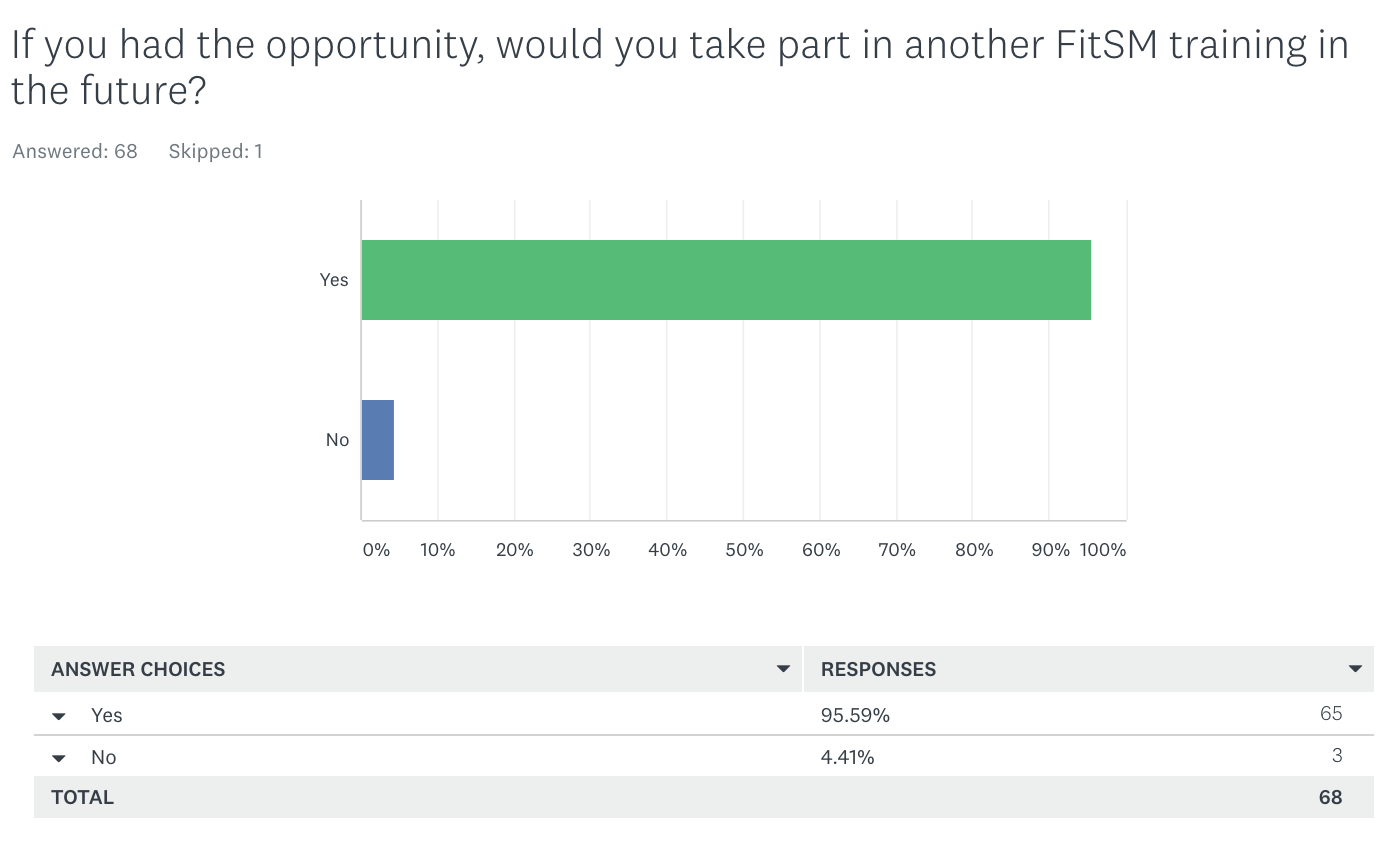 If you had the opportunity, would you take part in another FitSM training in
the future?
Answered: 68 Skipped: 1
Yes
No
0% 10% 20% 30% 40% 50% 60% 70% 80% 90% 100%
ANSWER CHOICES RESPONSES
Yes 95.59% 65
No 4.41% 3
TOTAL 68